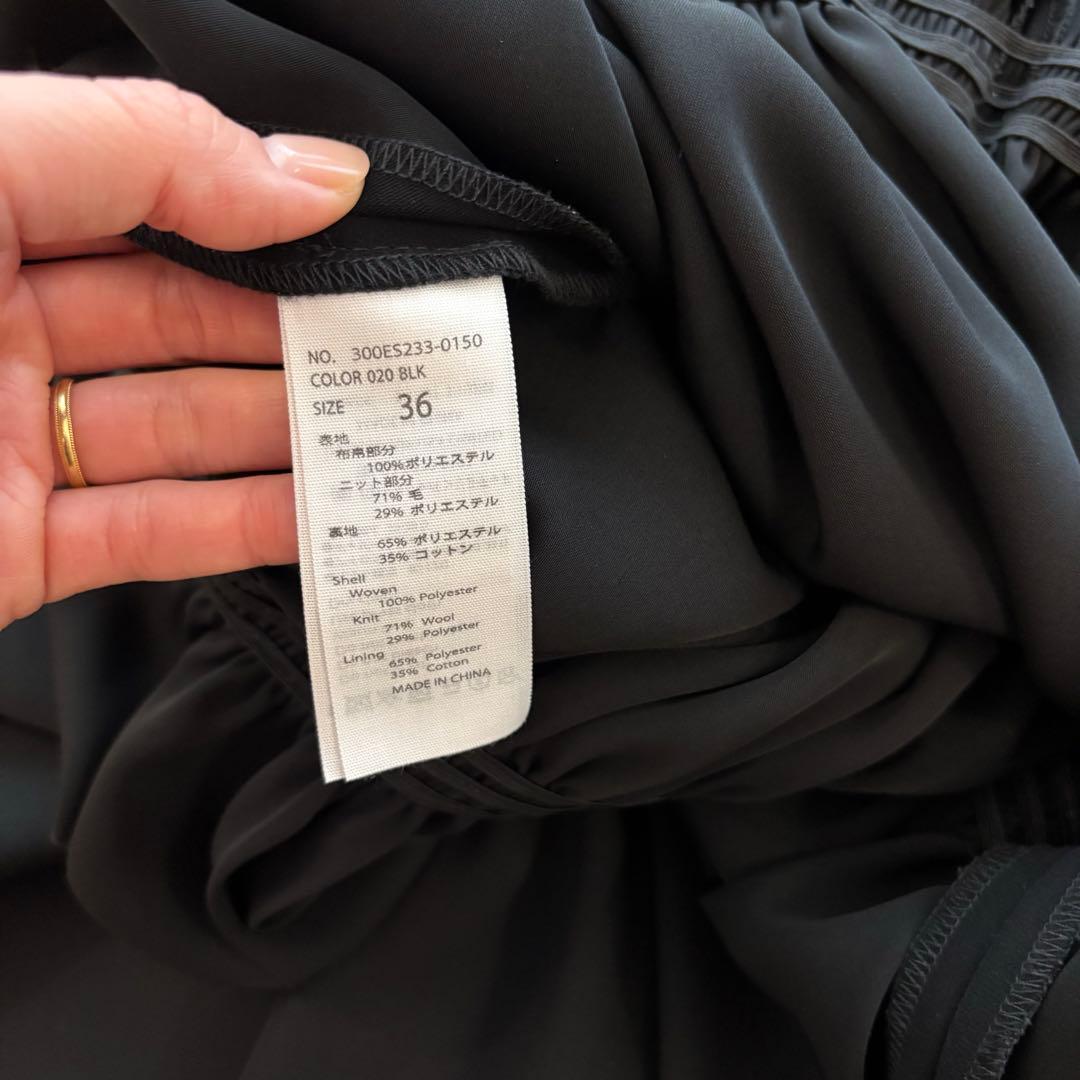 NO. 300ES233-0150
COLOR 020 BLK
SIZE 36
表地
布帛部分
100%ポリエステル
ニット部分
71% 毛
29% ポリエステル
裏地
65% ポリエステル
35% コットン
Shell
Woven
100% Polyester
Knit
71% Wool
29% Polyester
Lining
65% Polyester
35% Cotton
MADE IN CHINA